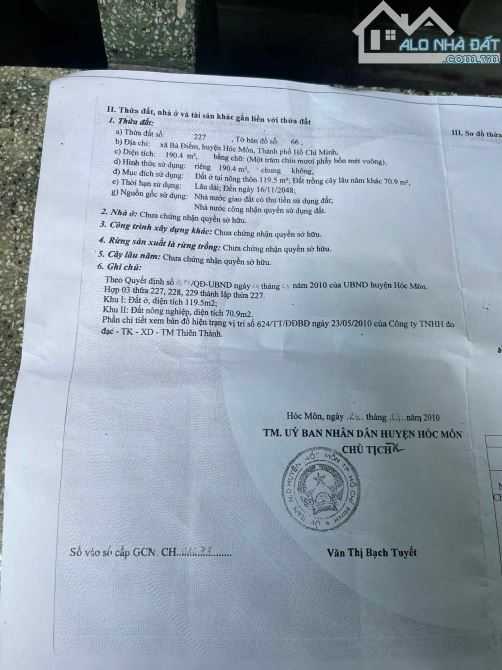 ALO NHÀ ĐẤT
.com.vn
II. Thửa đất, nhà ở và tài sản khác gắn liền với thửa đất
III. Sơ đồ thửa
1. Thửa đất:
a) Thửa đất số: 227 , Tờ bản đồ số: 66 ,
b) Địa chỉ: xã Bà Điểm, huyện Hóc Môn, Thành phố Hồ Chí Minh,
c) Diện tích: 190.4 m², bằng chữ: (Một trăm chín mươi phẩy bốn mét vuông),
d) Hình thức sử dụng: riêng 190.4 m², chung không,
đ) Mục đích sử dụng: Đất ở tại nông thôn 119.5 m²; Đất trồng cây lâu năm khác 70.9 m²,
e) Thời hạn sử dụng: Lâu dài; Đến ngày 16/11/2048;
g) Nguồn gốc sử dụng: Nhà nước giao đất có thu tiền sử dụng đất;
Nhà nước công nhận quyền sử dụng đất.
2. Nhà ở: Chưa chứng nhận quyền sở hữu.
3. Công trình xây dựng khác: Chưa chứng nhận quyền sở hữu.
4. Rừng sản xuất là rừng trồng: Chưa chứng nhận quyền sở hữu.
5. Cây lâu năm: Chưa chứng nhận quyền sở hữu.
6. Ghi chú:
Theo Quyết định số /QĐ-UBND ngày tháng năm 2010 của UBND huyện Hóc Môn.
Hợp 03 thửa 227, 228, 229 thành lập thửa 227.
Khu I: Đất ở, diện tích 119.5m2;
Khu II: Đất nông nghiệp, diện tích 70.9m2.
Phần chi tiết xem bản đồ hiện trạng vị trí số 624/TT/ĐĐBĐ ngày 23/05/2010 của Công ty TNHH đo
đạc - TK - XD - TM Thiên Thành.
Hóc Môn, ngày tháng năm 2010
TM. UỶ BAN NHÂN DÂN HUYỆN HÓC MÔN
CHỦ TỊCH
Số vào sổ cấp GCN: CH
Văn Thị Bạch Tuyết